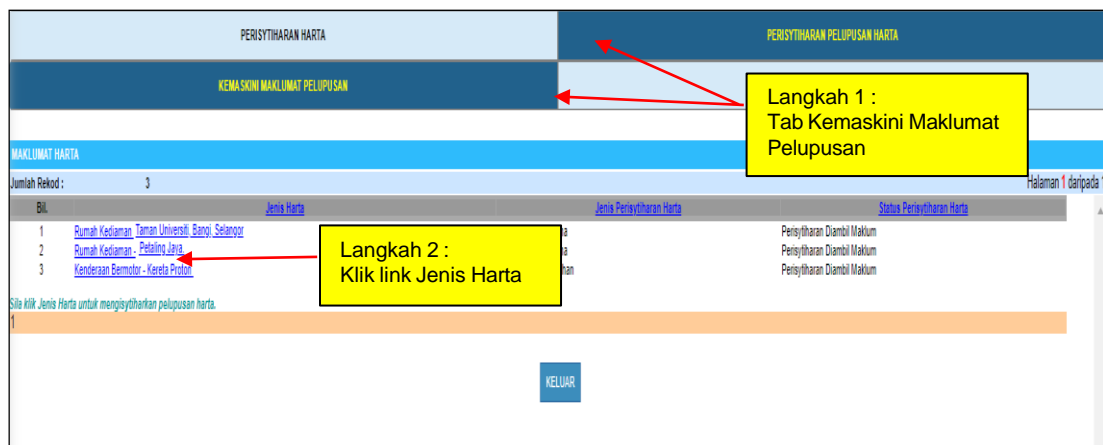 PERISYTIHARAN HARTA
PERISYTIHARAN PELUPUSAN HARTA
KEMASKINI MAKLUMAT PELUPUSAN
Langkah 1 :
Tab Kemaskini Maklumat
Pelupusan
MAKLUMAT HARTA
Jumlah Rekod : 3
Halaman 1 daripada 1
Bil. Jenis Harta Jenis Perisytiharan Harta Status Perisytiharan Harta
1 Rumah Kediaman Taman Universiti, Bangi, Selangor Perisytiharan Diambil Maklum
2 Rumah Kediaman - Petaling Jaya. Perisytiharan Diambil Maklum
3 Kenderaan Bermotor - Kereta Proton Perisytiharan Diambil Maklum
Langkah 2 :
Klik link Jenis Harta
Sila klik Jenis Harta untuk mengisytiharkan pelupusan harta.
1
KELUAR